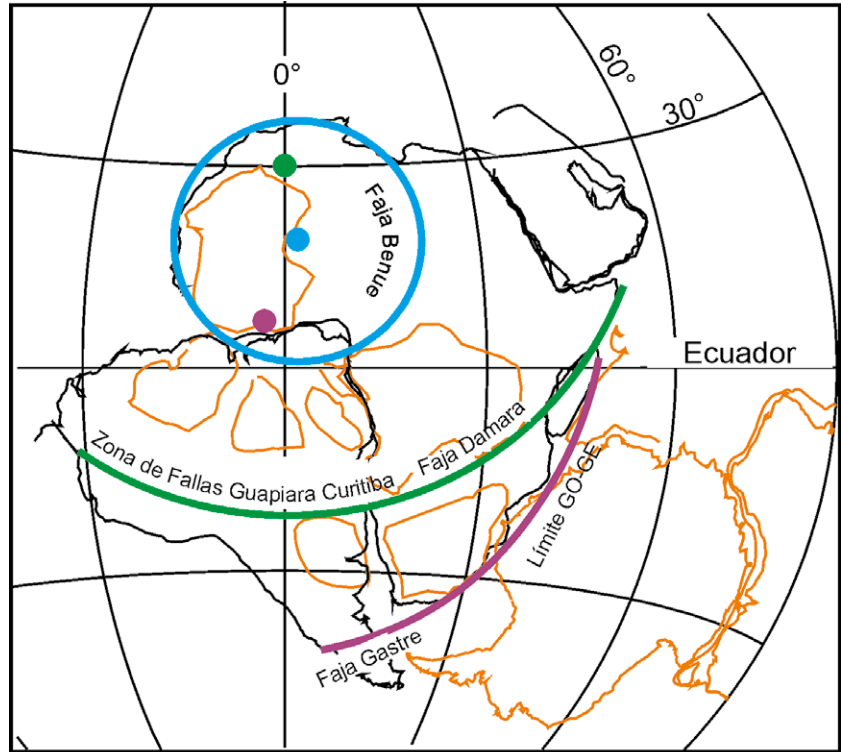 0°
60°
30°
Faja Benue
Ecuador
Zona de Fallas Guapiara Curitiba
Faja Damara
Límite GO-GE
Faja Gastre